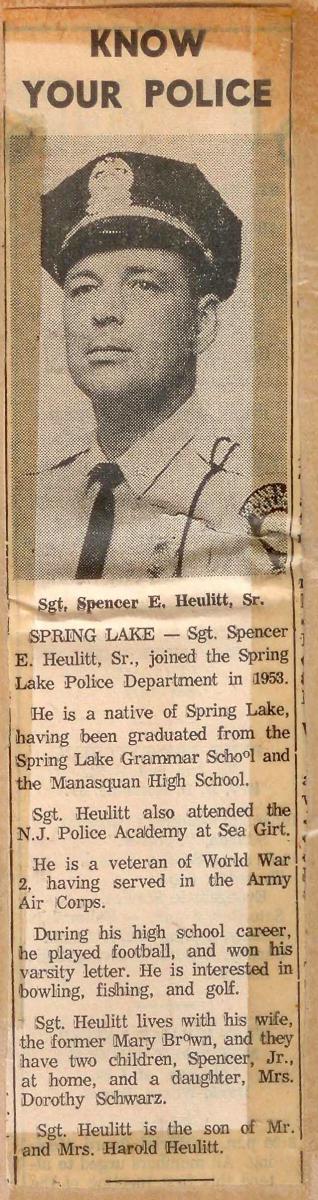 KNOW
YOUR POLICE
Sgt. Spencer E. Heulitt, Sr.
SPRING LAKE — Sgt. Spencer
E. Heulitt, Sr., joined the Spring
Lake Police Department in 1953.
He is a native of Spring Lake,
having been graduated from the
Spring Lake Grammar School and
the Manasquan High School.
Sgt. Heulitt also attended the
N.J. Police Academy at Sea Girt.
He is a veteran of World War
2, having served in the Army
Air Corps.
During his high school career,
he played football, and won his
varsity letter. He is interested in
bowling, fishing, and golf.
Sgt. Heulitt lives with his wife,
the former Mary Brown, and they
have two children, Spencer, Jr.,
at home, and a daughter, Mrs.
Dorothy Schwarz.
Sgt. Heulitt is the son of Mr.
and Mrs. Harold Heulitt.